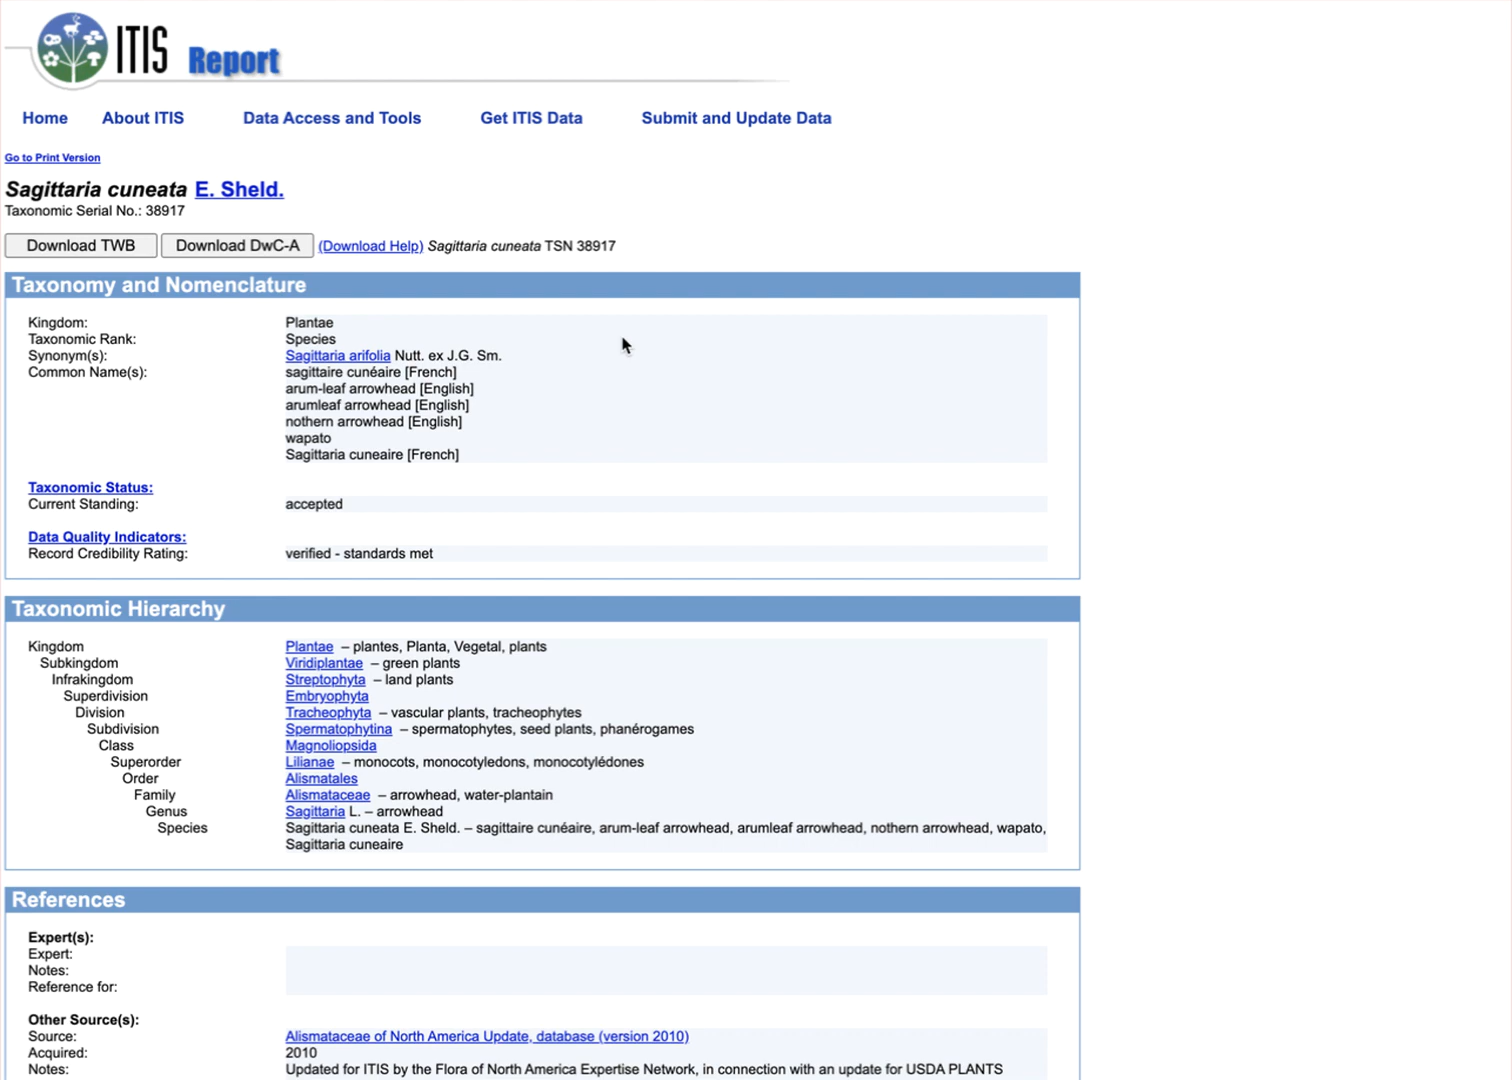 ITIS Report
Home About ITIS Data Access and Tools Get ITIS Data Submit and Update Data
Go to Print Version
Sagittaria cuneata E. Sheld.
Taxonomic Serial No.: 38917
Download TWB Download DwC-A (Download Help) Sagittaria cuneata TSN 38917
Taxonomy and Nomenclature
Kingdom: Plantae
Taxonomic Rank: Species
Synonym(s): Sagittaria arifolia Nutt. ex J.G. Sm.
Common Name(s): sagittaire cunéaire [French]
arum-leaf arrowhead [English]
arumleaf arrowhead [English]
nothern arrowhead [English]
wapato
Sagittaria cuneaire [French]
Taxonomic Status:
Current Standing: accepted
Data Quality Indicators:
Record Credibility Rating: verified - standards met
Taxonomic Hierarchy
Kingdom Plantae – plantes, Planta, Vegetal, plants
Subkingdom Viridiplantae – green plants
Infrakingdom Streptophyta – land plants
Superdivision Embryophyta
Division Tracheophyta – vascular plants, tracheophytes
Subdivision Spermatophytina – spermatophytes, seed plants, phanérogames
Class Magnoliopsida
Superorder Lilianae – monocots, monocotyledons, monocotylédones
Order Alismatales
Family Alismataceae – arrowhead, water-plantain
Genus Sagittaria L. – arrowhead
Species Sagittaria cuneata E. Sheld. – sagittaire cunéaire, arum-leaf arrowhead, arumleaf arrowhead, nothern arrowhead, wapato,
Sagittaria cuneaire
References
Expert(s):
Expert:
Notes:
Reference for:
Other Source(s):
Source: Alismataceae of North America Update, database (version 2010)
Acquired: 2010
Notes: Updated for ITIS by the Flora of North America Expertise Network, in connection with an update for USDA PLANTS